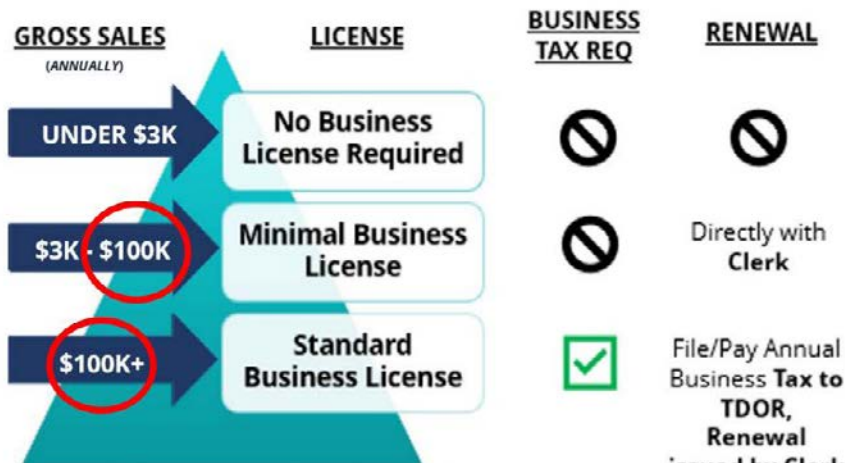 GROSS SALES
(ANNUALLY)
LICENSE
BUSINESS
TAX REQ
RENEWAL
UNDER $3K
No Business
License Required
$3K - $100K
Minimal Business
License
Directly with
Clerk
$100K+
Standard
Business License
File/Pay Annual
Business Tax to
TDOR,
Renewal